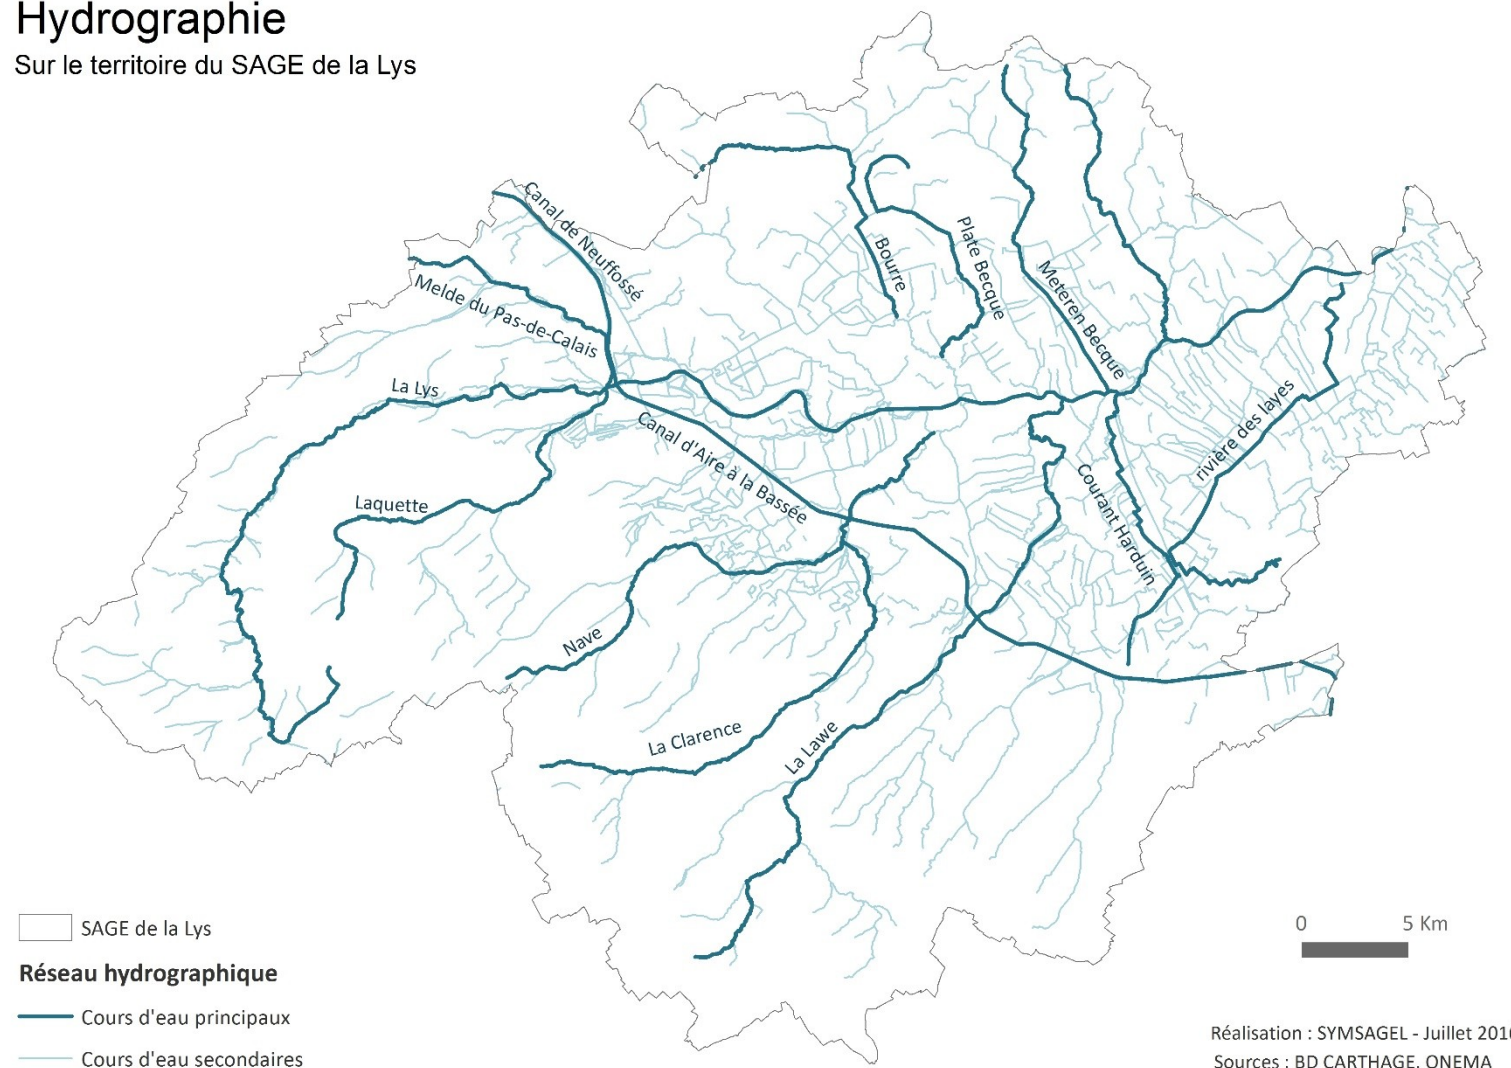 Hydrographie
Sur le territoire du SAGE de la Lys
Canal de Neuffossé
Melde du Pas-de-Calais
Bourre
Plate Becque
Meteren Becque
La Lys
Canal d'Aire à la Bassée
rivière des layes
Courant Harduin
Laquette
Nave
La Clarence
La Lawe
SAGE de la Lys
Réseau hydrographique
Cours d'eau principaux
Cours d'eau secondaires
0 5 Km
Réalisation : SYMSAGEL - Juillet 201
Sources : BD CARTHAGE, ONEMA